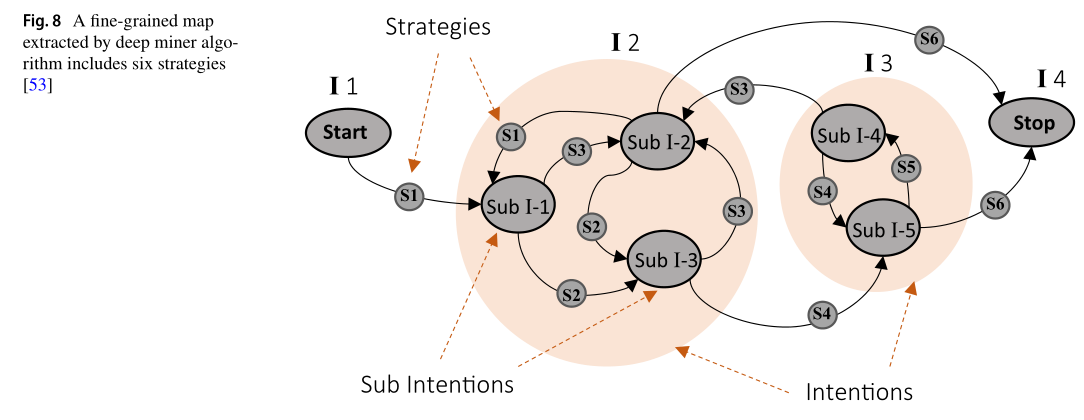 Fig. 8 A fine-grained map
extracted by deep miner algo-
rithm includes six strategies
[53]
Strategies
I 1
I 2
I 3
I 4
Start
Stop
S6
S3
S1
S3
Sub I-2
Sub I-4
S5
S4
S1
Sub I-1
S2
S3
S6
Sub I-5
Sub I-3
S2
S4
Sub Intentions
Intentions